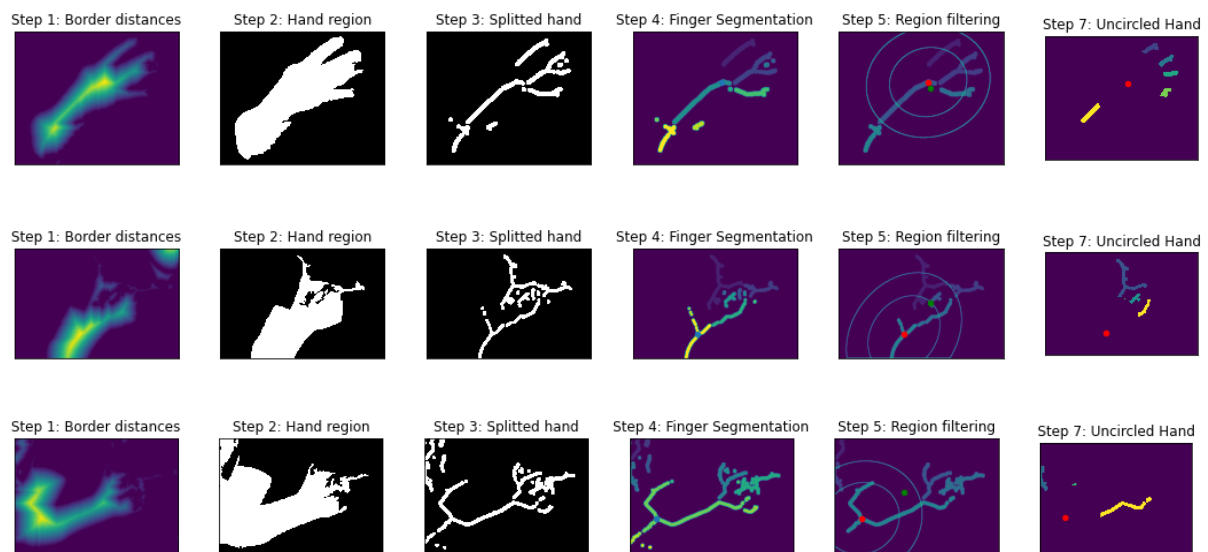 Step 1: Border distances Step 2: Hand region Step 3: Splitted hand Step 4: Finger Segmentation Step 5: Region filtering Step 7: Uncircled Hand
Step 1: Border distances Step 2: Hand region Step 3: Splitted hand Step 4: Finger Segmentation Step 5: Region filtering Step 7: Uncircled Hand
Step 1: Border distances Step 2: Hand region Step 3: Splitted hand Step 4: Finger Segmentation Step 5: Region filtering Step 7: Uncircled Hand